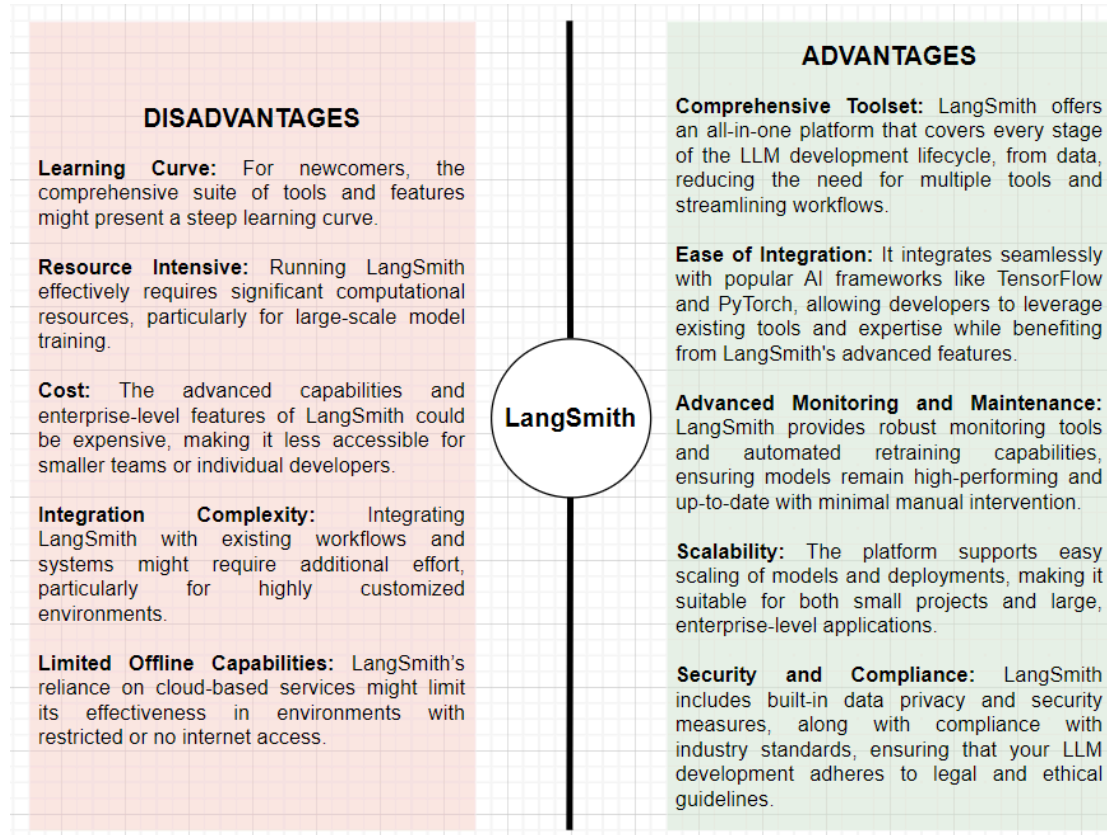 DISADVANTAGES
Learning Curve: For newcomers, the
comprehensive suite of tools and features
might present a steep learning curve.
Resource Intensive: Running LangSmith
effectively requires significant computational
resources, particularly for large-scale model
training.
Cost: The advanced capabilities and
enterprise-level features of LangSmith could
be expensive, making it less accessible for
smaller teams or individual developers.
Integration Complexity: Integrating
LangSmith with existing workflows and
systems might require additional effort,
particularly for highly customized
environments.
Limited Offline Capabilities: LangSmith's
reliance on cloud-based services might limit
its effectiveness in environments with
restricted or no internet access.
LangSmith
ADVANTAGES
Comprehensive Toolset: LangSmith offers
an all-in-one platform that covers every stage
of the LLM development lifecycle, from data,
reducing the need for multiple tools and
streamlining workflows.
Ease of Integration: It integrates seamlessly
with popular AI frameworks like TensorFlow
and PyTorch, allowing developers to leverage
existing tools and expertise while benefiting
from LangSmith's advanced features.
Advanced Monitoring and Maintenance:
LangSmith provides robust monitoring tools
and automated retraining capabilities,
ensuring models remain high-performing and
up-to-date with minimal manual intervention.
Scalability: The platform supports easy
scaling of models and deployments, making it
suitable for both small projects and large,
enterprise-level applications.
Security and Compliance: LangSmith
includes built-in data privacy and security
measures, along with compliance with
industry standards, ensuring that your LLM
development adheres to legal and ethical
guidelines.